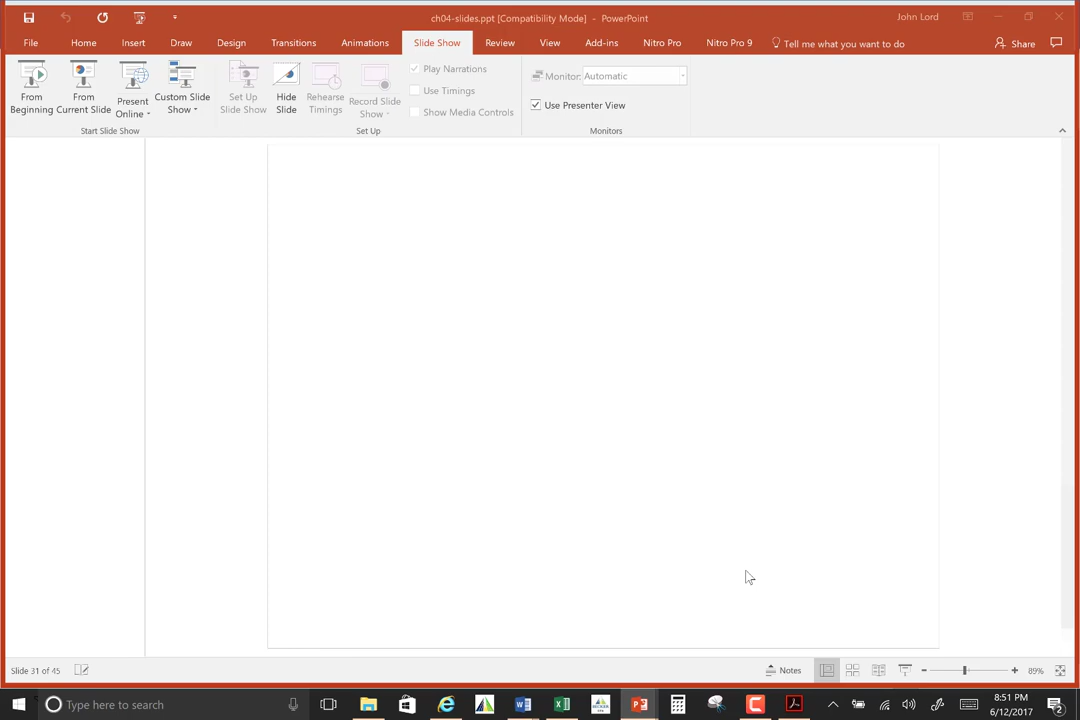 ch04-slides.ppt [Compatibility Mode] - PowerPoint
John Lord
File Home Insert Draw Design Transitions Animations Slide Show Review View Add-ins Nitro Pro Nitro Pro 9 Tell me what you want to do Share
From Beginning
From Current Slide
Present Online
Custom Slide Show
Set Up Slide Show
Hide Slide
Rehearse Timings
Record Slide Show
Play Narrations
Use Timings
Show Media Controls
Monitor: Automatic
Use Presenter View
Start Slide Show
Set Up
Monitors
Slide 31 of 45
Notes
89%
Type here to search
8:51 PM
6/12/2017
2